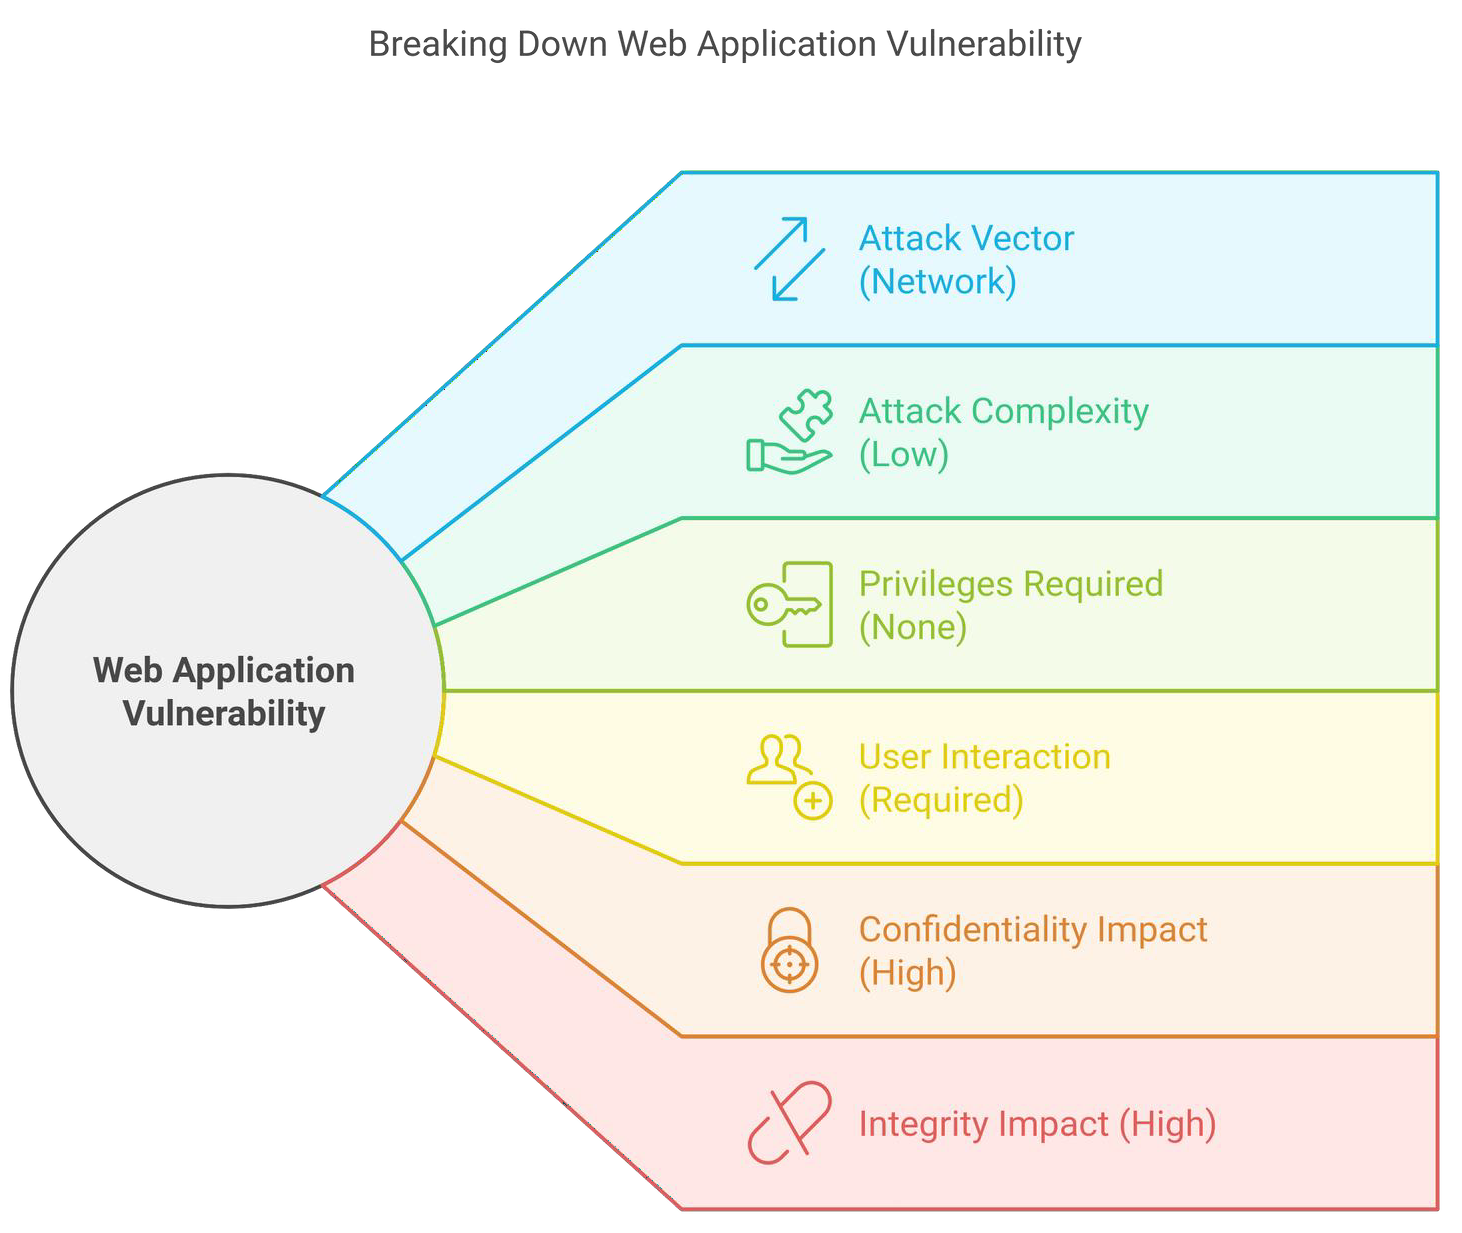 Breaking Down Web Application Vulnerability
Attack Vector
(Network)
Attack Complexity
(Low)
Privileges Required
(None)
Web Application
Vulnerability
User Interaction
(Required)
Confidentiality Impact
(High)
Integrity Impact (High)